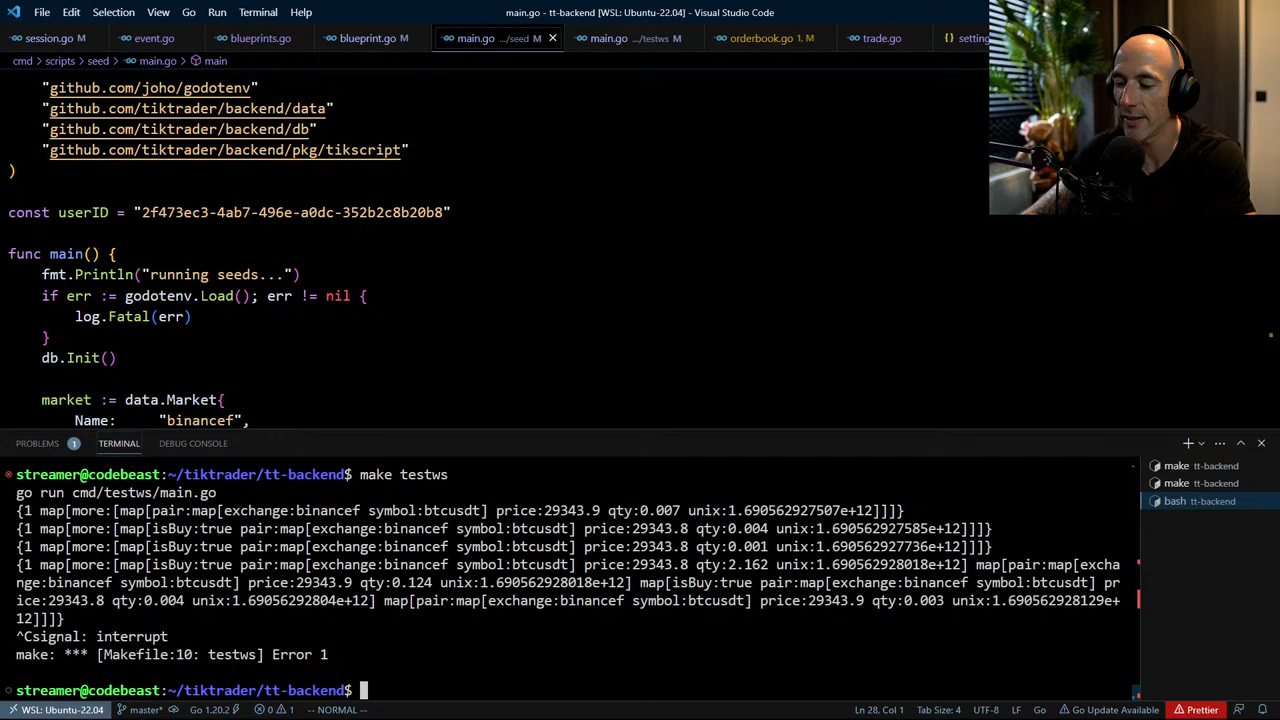 File Edit Selection View Go Run Terminal Help
main.go - tt-backend [WSL: Ubuntu-22.04] - Visual Studio Code
session.go M event.go blueprints.go blueprint.go M main.go .../seed M main.go .../testws M orderbook.go 1, M trade.go {} setting
cmd > scripts > seed > main.go > main
"github.com/joho/godotenv"
"github.com/tiktrader/backend/data"
"github.com/tiktrader/backend/db"
"github.com/tiktrader/backend/pkg/tikscript"
)
const userID = "2f473ec3-4ab7-496e-a0dc-352b2c8b20b8"
func main() {
fmt.Println("running seeds...")
if err := godotenv.Load(); err != nil {
log.Fatal(err)
}
db.Init()
market := data.Market{
Name: "binancef",
PROBLEMS 1 TERMINAL DEBUG CONSOLE
streamer@codebeast:~/tiktrader/tt-backend$ make testws
go run cmd/testws/main.go
{1 map[more:[map[pair:map[exchange:binancef symbol:btcusdt] price:29343.9 qty:0.007 unix:1.690562927507e+12]]]}
{1 map[more:[map[isBuy:true pair:map[exchange:binancef symbol:btcusdt] price:29343.8 qty:0.004 unix:1.690562927585e+12]]]}
{1 map[more:[map[isBuy:true pair:map[exchange:binancef symbol:btcusdt] price:29343.8 qty:0.001 unix:1.690562927736e+12]]]}
{1 map[more:[map[isBuy:true pair:map[exchange:binancef symbol:btcusdt] price:29343.8 qty:2.162 unix:1.690562928018e+12] map[pair:map[excha
nge:binancef symbol:btcusdt] price:29343.9 qty:0.124 unix:1.690562928018e+12] map[isBuy:true pair:map[exchange:binancef symbol:btcusdt] pr
ice:29343.8 qty:0.004 unix:1.69056292804e+12] map[pair:map[exchange:binancef symbol:btcusdt] price:29343.9 qty:0.003 unix:1.690562928129e+
12]]]}
^Csignal: interrupt
make: *** [Makefile:10: testws] Error 1
streamer@codebeast:~/tiktrader/tt-backend$
make tt-backend
make tt-backend
bash tt-backend
WSL: Ubuntu-22.04 master* Go 1.20.2 0 1 -- NORMAL -- Ln 28, Col 1 Tab Size: 4 UTF-8 LF Go Go Update Available Prettier